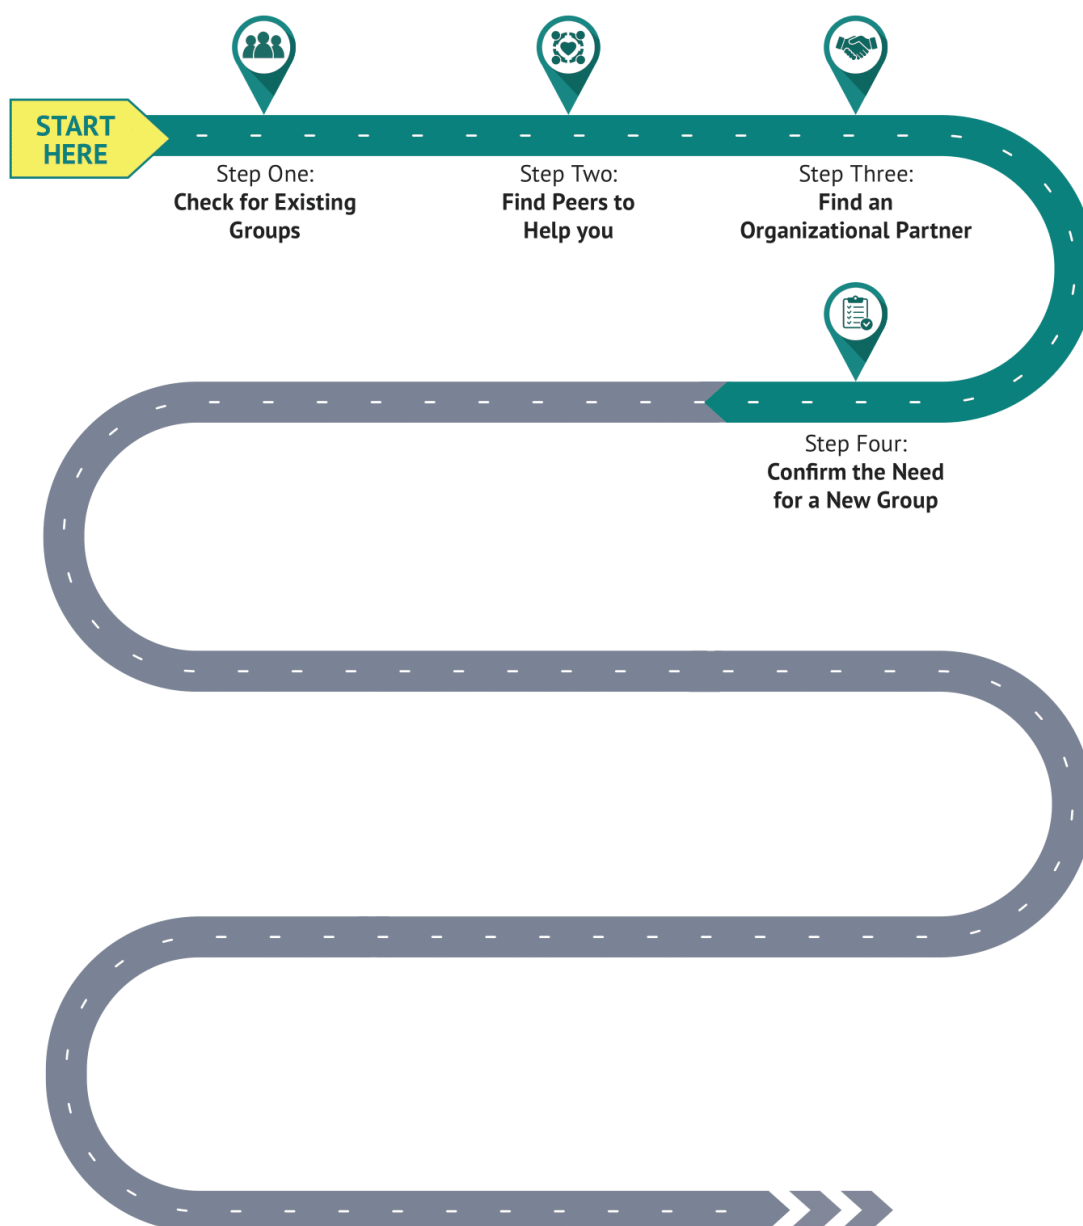 START
HERE
Step One:
Check for Existing
Groups
Step Two:
Find Peers to
Help you
Step Three:
Find an
Organizational Partner
Step Four:
Confirm the Need
for a New Group